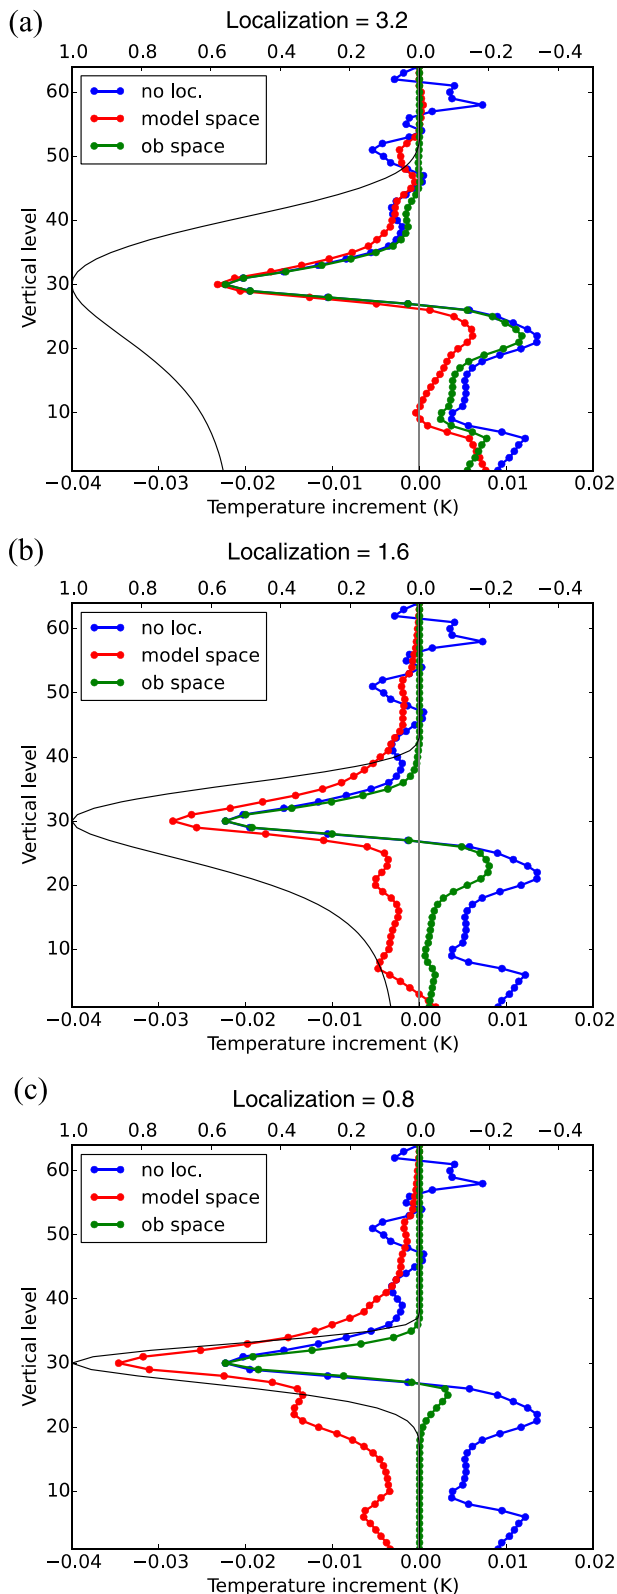 (a)
Localization = 3.2
1.0 0.8 0.6 0.4 0.2 0.0 −0.2 −0.4
no loc.
model space
ob space
Vertical level
60
50
40
30
20
10
−0.04 −0.03 −0.02 −0.01 0.00 0.01 0.02
Temperature increment (K)
(b)
Localization = 1.6
1.0 0.8 0.6 0.4 0.2 0.0 −0.2 −0.4
no loc.
model space
ob space
Vertical level
60
50
40
30
20
10
−0.04 −0.03 −0.02 −0.01 0.00 0.01 0.02
Temperature increment (K)
(c)
Localization = 0.8
1.0 0.8 0.6 0.4 0.2 0.0 −0.2 −0.4
no loc.
model space
ob space
Vertical level
60
50
40
30
20
10
−0.04 −0.03 −0.02 −0.01 0.00 0.01 0.02
Temperature increment (K)